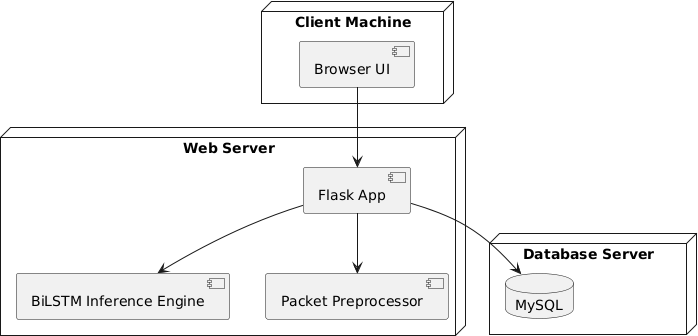 Client Machine
Browser UI
Web Server
Flask App
Database Server
BiLSTM Inference Engine
Packet Preprocessor
MySQL